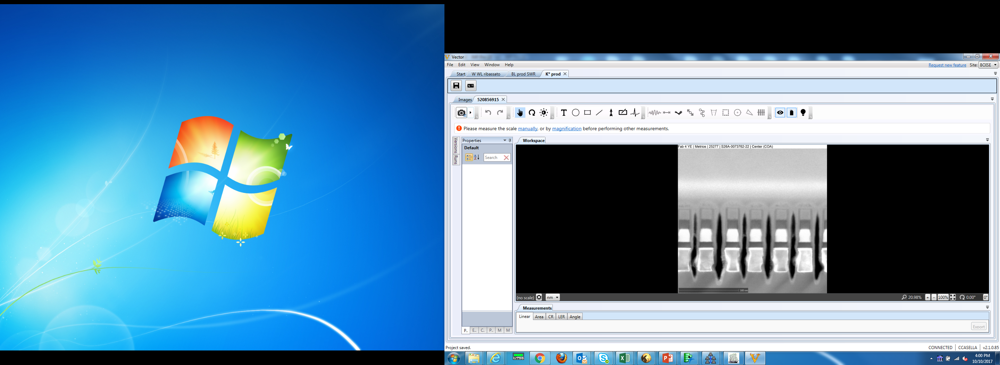 Vector
File Edit View Window Help
Request new feature Site: BOISE
Start W WL ribassato BL prod SWR K* prod
Images 520856915
Please measure the scale manually, or by magnification before performing other measurements.
Versions
Runs
Properties
Default
Search
Workspace
Fab 4 YE | Metrios | 25277 | S26A-0073762-22 | Center (COA)
100 nm
(no scale) nm
20.98% + - 100% 0.00° 0°
Measurements
Linear Area CR LER Angle
Export
P.. E.. C. P.. M M
Project saved.
CONNECTED CCASELLA v2.1.0.85
4:00 PM
10/10/2017